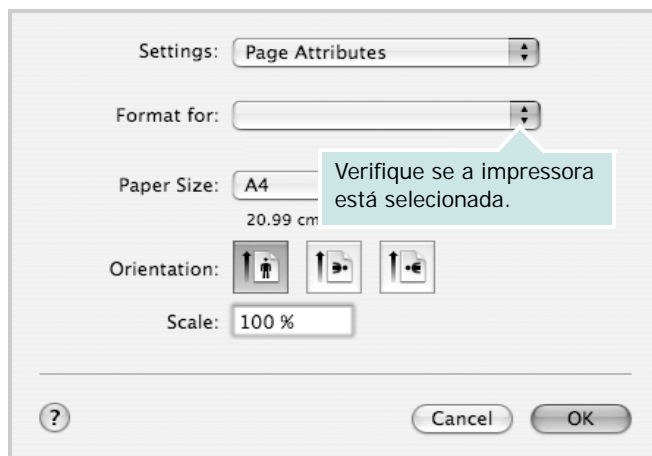 Settings: Page Attributes
Format for:
Verifique se a impressora
está selecionada.
Paper Size: A4
20.99 cm
Orientation:
Scale: 100 %
? Cancel OK